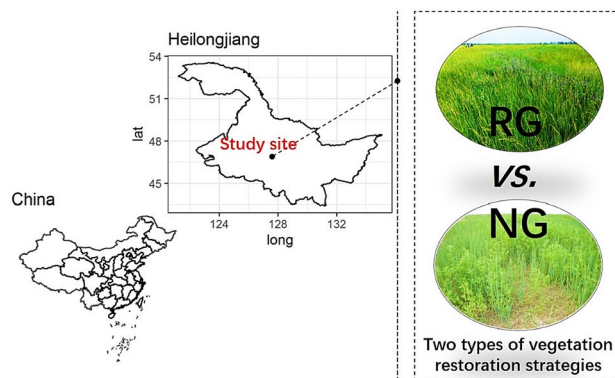 Heilongjiang
54
51
48
45
lat
Study site
124
128
132
long
China
RG
VS.
NG
Two types of vegetation
restoration strategies